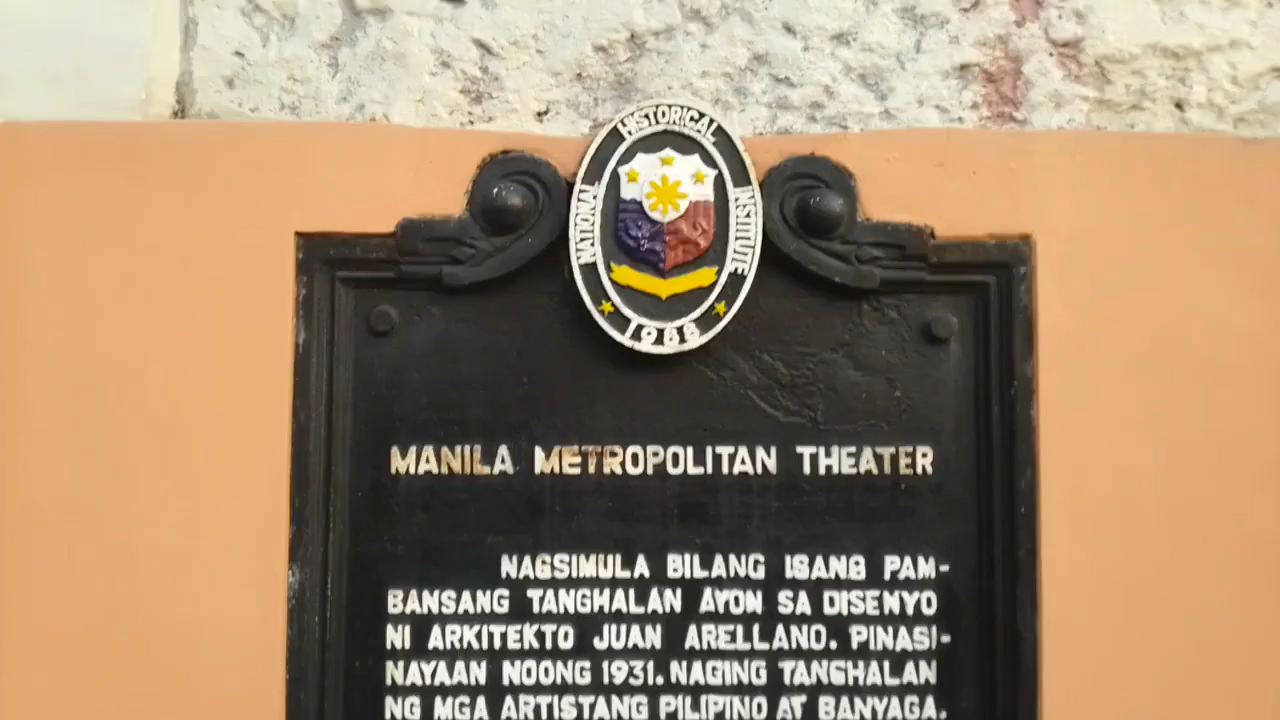 NATIONAL HISTORICAL INSTITUTE
1988
MANILA METROPOLITAN THEATER
NAGSIMULA BILANG ISANG PAM-
BANSANG TANGHALAN AYON SA DISENYO
NI ARKITEKTO JUAN ARELLANO. PINASI-
NAYAAN NOONG 1931. NAGING TANGHALAN
NG MGA ARTISTANG PILIPINO AT BANYAGA.